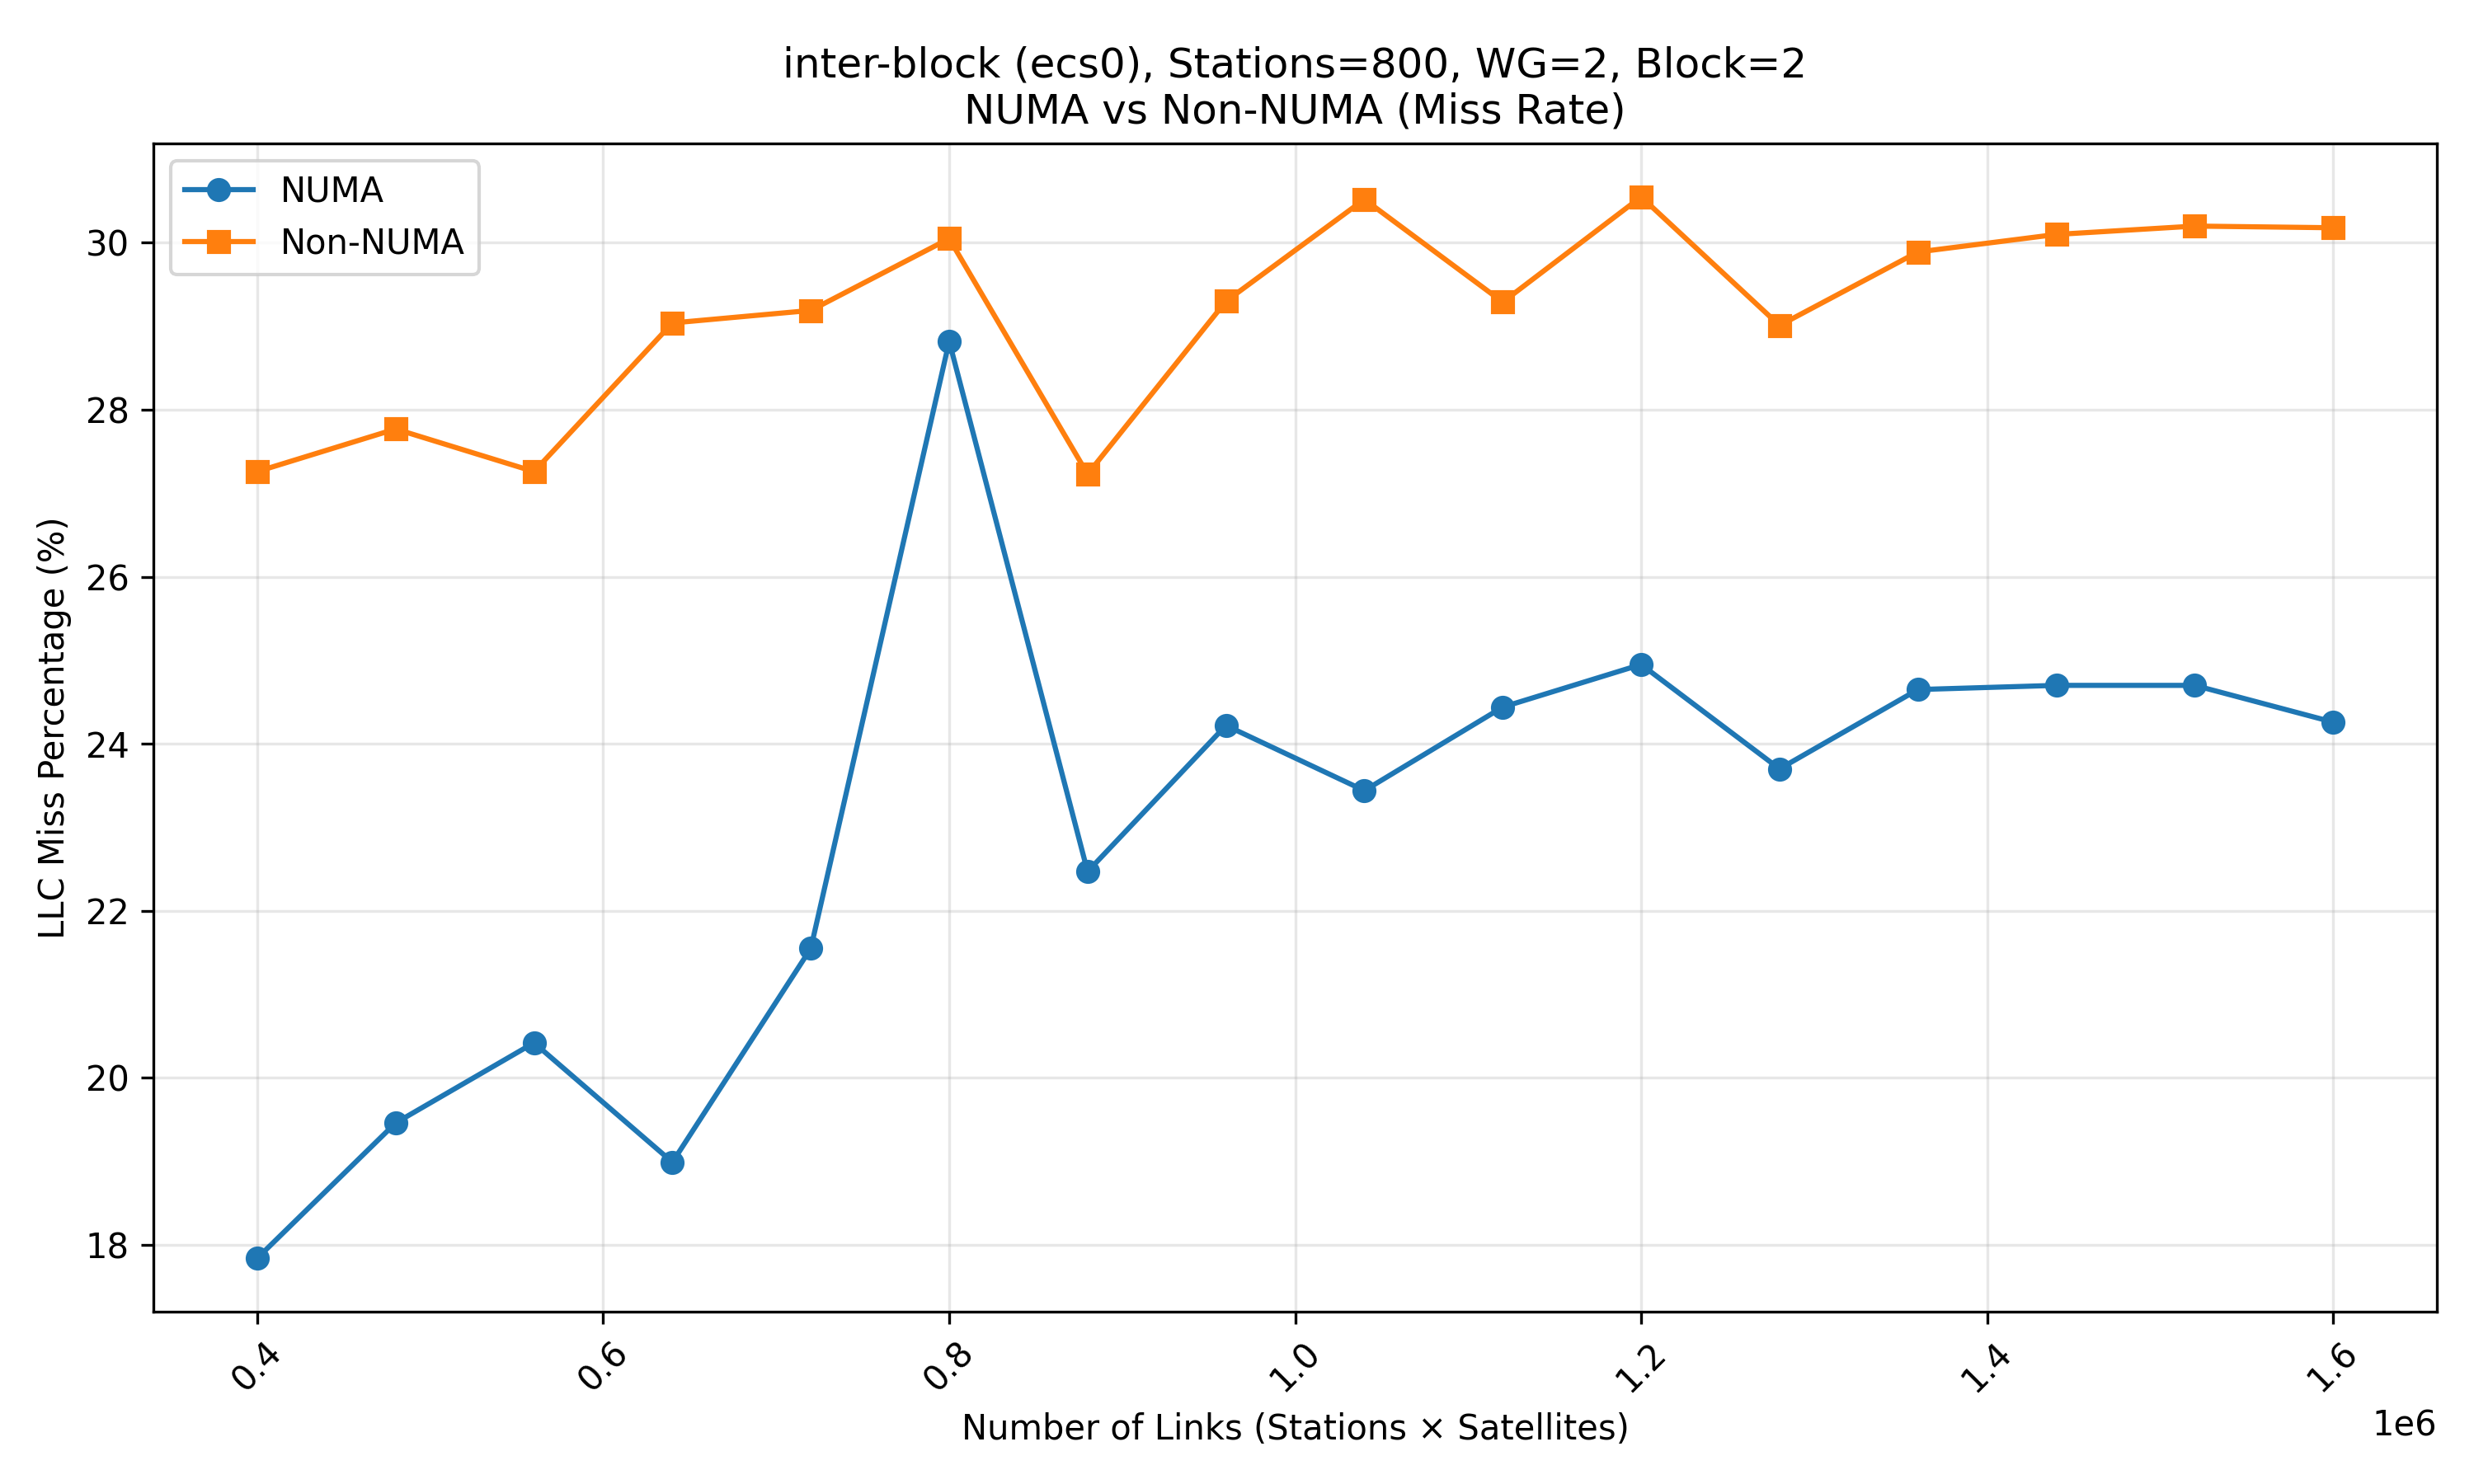 inter-block (ecs0), Stations=800, WG=2, Block=2
NUMA vs Non-NUMA (Miss Rate)
NUMA
Non-NUMA
LLC Miss Percentage (%)
30
28
26
24
22
20
18
0.4
0.6
0.8
1.0
1.2
1.4
1.6
1e6
Number of Links (Stations × Satellites)